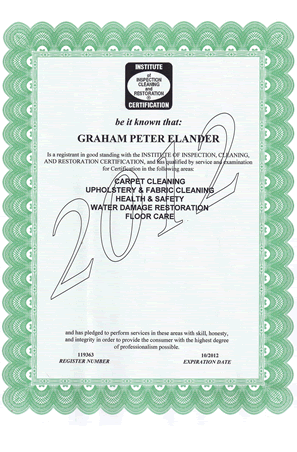 INSTITUTE
of INSPECTION
CLEANING
and
RESTORATION
CERTIFICATION
be it known that:
GRAHAM PETER ELANDER
Is a registrant in good standing with the INSTITUTE OF INSPECTION, CLEANING,
AND RESTORATION CERTIFICATION, and has qualified by service and examination
for Certification in the following areas:
CARPET CLEANING
UPHOLSTERY & FABRIC CLEANING
HEALTH & SAFETY
WATER DAMAGE RESTORATION
FLOOR CARE
2012
and has pledged to perform services in these areas with skill, honesty,
and integrity in order to provide the consumer with the highest degree
of professionalism possible.
119363 10/2012
REGISTER NUMBER EXPIRATION DATE